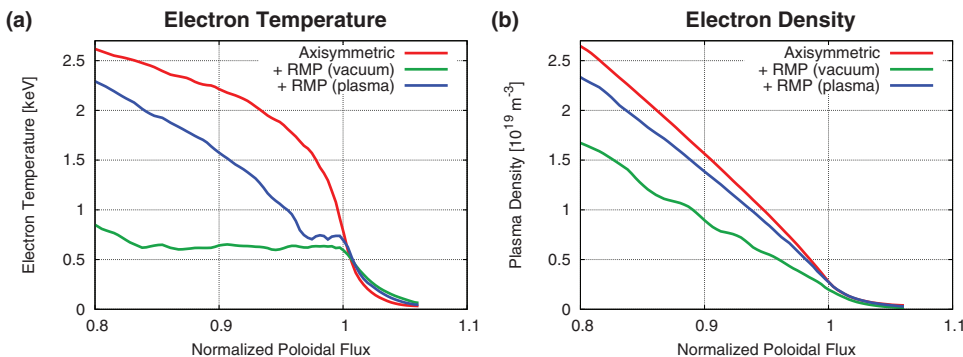 (a)
Electron Temperature
Axisymmetric
+ RMP (vacuum)
+ RMP (plasma)
Electron Temperature [keV]
2.5
2
1.5
1
0.5
0
0.8
0.9
1
1.1
Normalized Poloidal Flux
(b)
Electron Density
Axisymmetric
+ RMP (vacuum)
+ RMP (plasma)
Plasma Density [10¹⁹ m⁻³]
2.5
2
1.5
1
0.5
0
0.8
0.9
1
1.1
Normalized Poloidal Flux